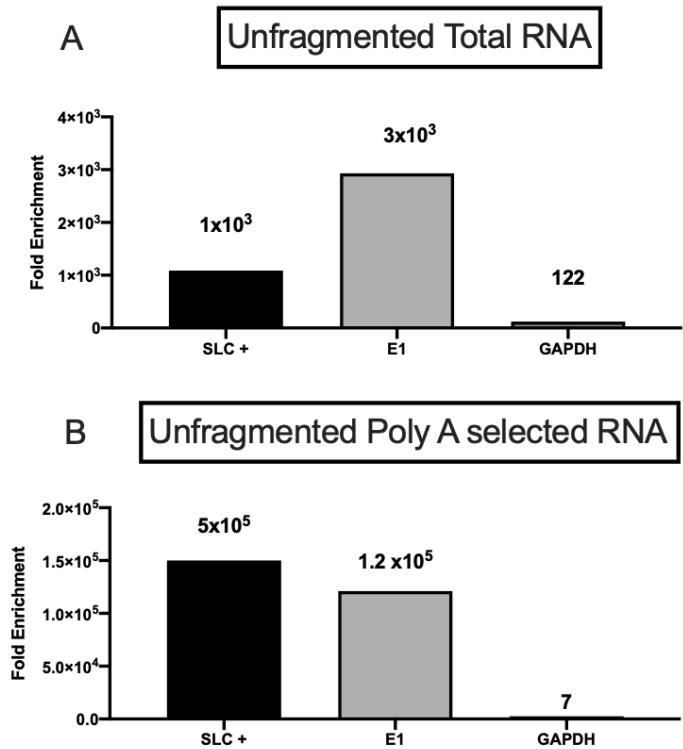 A
Unfragmented Total RNA
Fold Enrichment
4×10³
3×10³
2×10³
1×10³
0
1x10³
3x10³
122
SLC +
E1
GAPDH
B
Unfragmented Poly A selected RNA
Fold Enrichment
2.0×10⁵
1.5×10⁵
1.0×10⁵
5.0×10⁴
0.0
5x10⁵
1.2 x10⁵
7
SLC +
E1
GAPDH